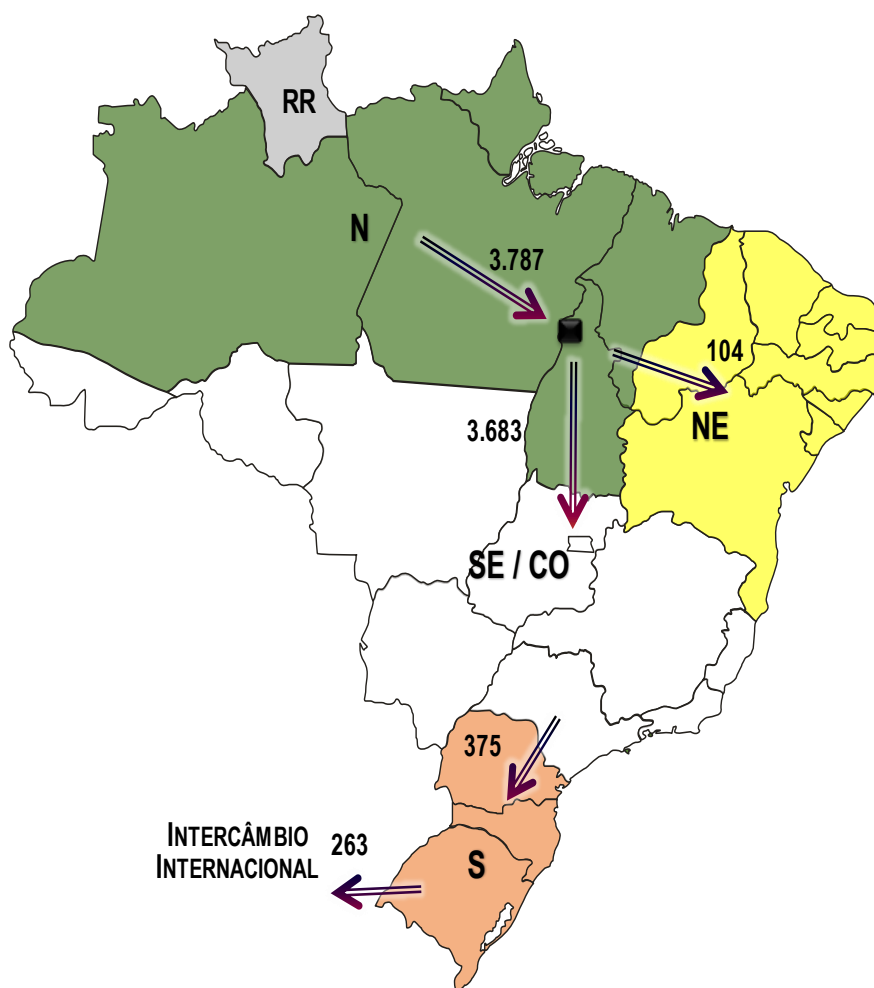 RR
N
3.787
104
NE
3.683
SE / CO
375
INTERCÂMBIO
INTERNACIONAL
263
S